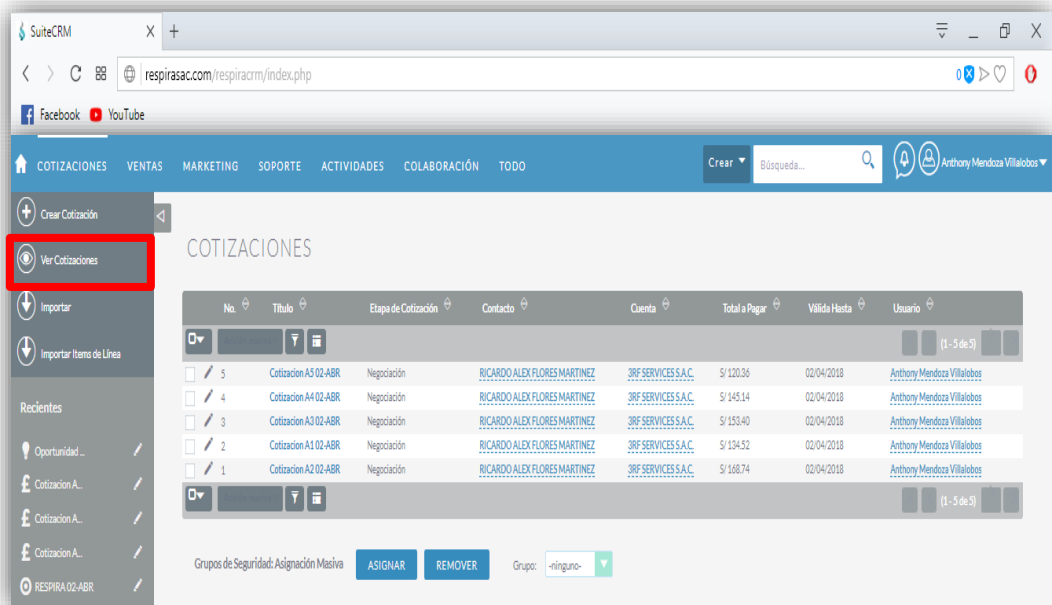 SuiteCRM
respirasac.com/respiracrm/index.php
0
Facebook YouTube
COTIZACIONES VENTAS MARKETING SOPORTE ACTIVIDADES COLABORACIÓN TODO Crear Búsqueda... Anthony Mendoza Villalobos
Crear Cotización
Ver Cotizaciones
Importar
Importar Items de Línea
Recientes
Oportunidad ...
Cotizacion A...
Cotizacion A...
Cotizacion A...
RESPIRA 02-ABR
COTIZACIONES
No. Título Etapa de Cotización Contacto Cuenta Total a Pagar Válida Hasta Usuario
(1 - 5 de 5)
5 Cotizacion A5 02-ABR Negociación RICARDO ALEX FLORES MARTINEZ 3RF SERVICES S.A.C. S/ 120.36 02/04/2018 Anthony Mendoza Villalobos
4 Cotizacion A4 02-ABR Negociación RICARDO ALEX FLORES MARTINEZ 3RF SERVICES S.A.C. S/ 145.14 02/04/2018 Anthony Mendoza Villalobos
3 Cotizacion A3 02-ABR Negociación RICARDO ALEX FLORES MARTINEZ 3RF SERVICES S.A.C. S/ 153.40 02/04/2018 Anthony Mendoza Villalobos
2 Cotizacion A1 02-ABR Negociación RICARDO ALEX FLORES MARTINEZ 3RF SERVICES S.A.C. S/ 134.52 02/04/2018 Anthony Mendoza Villalobos
1 Cotizacion A2 02-ABR Negociación RICARDO ALEX FLORES MARTINEZ 3RF SERVICES S.A.C. S/ 168.74 02/04/2018 Anthony Mendoza Villalobos
(1 - 5 de 5)
Grupos de Seguridad: Asignación Masiva ASIGNAR REMOVER Grupo: -ninguno-